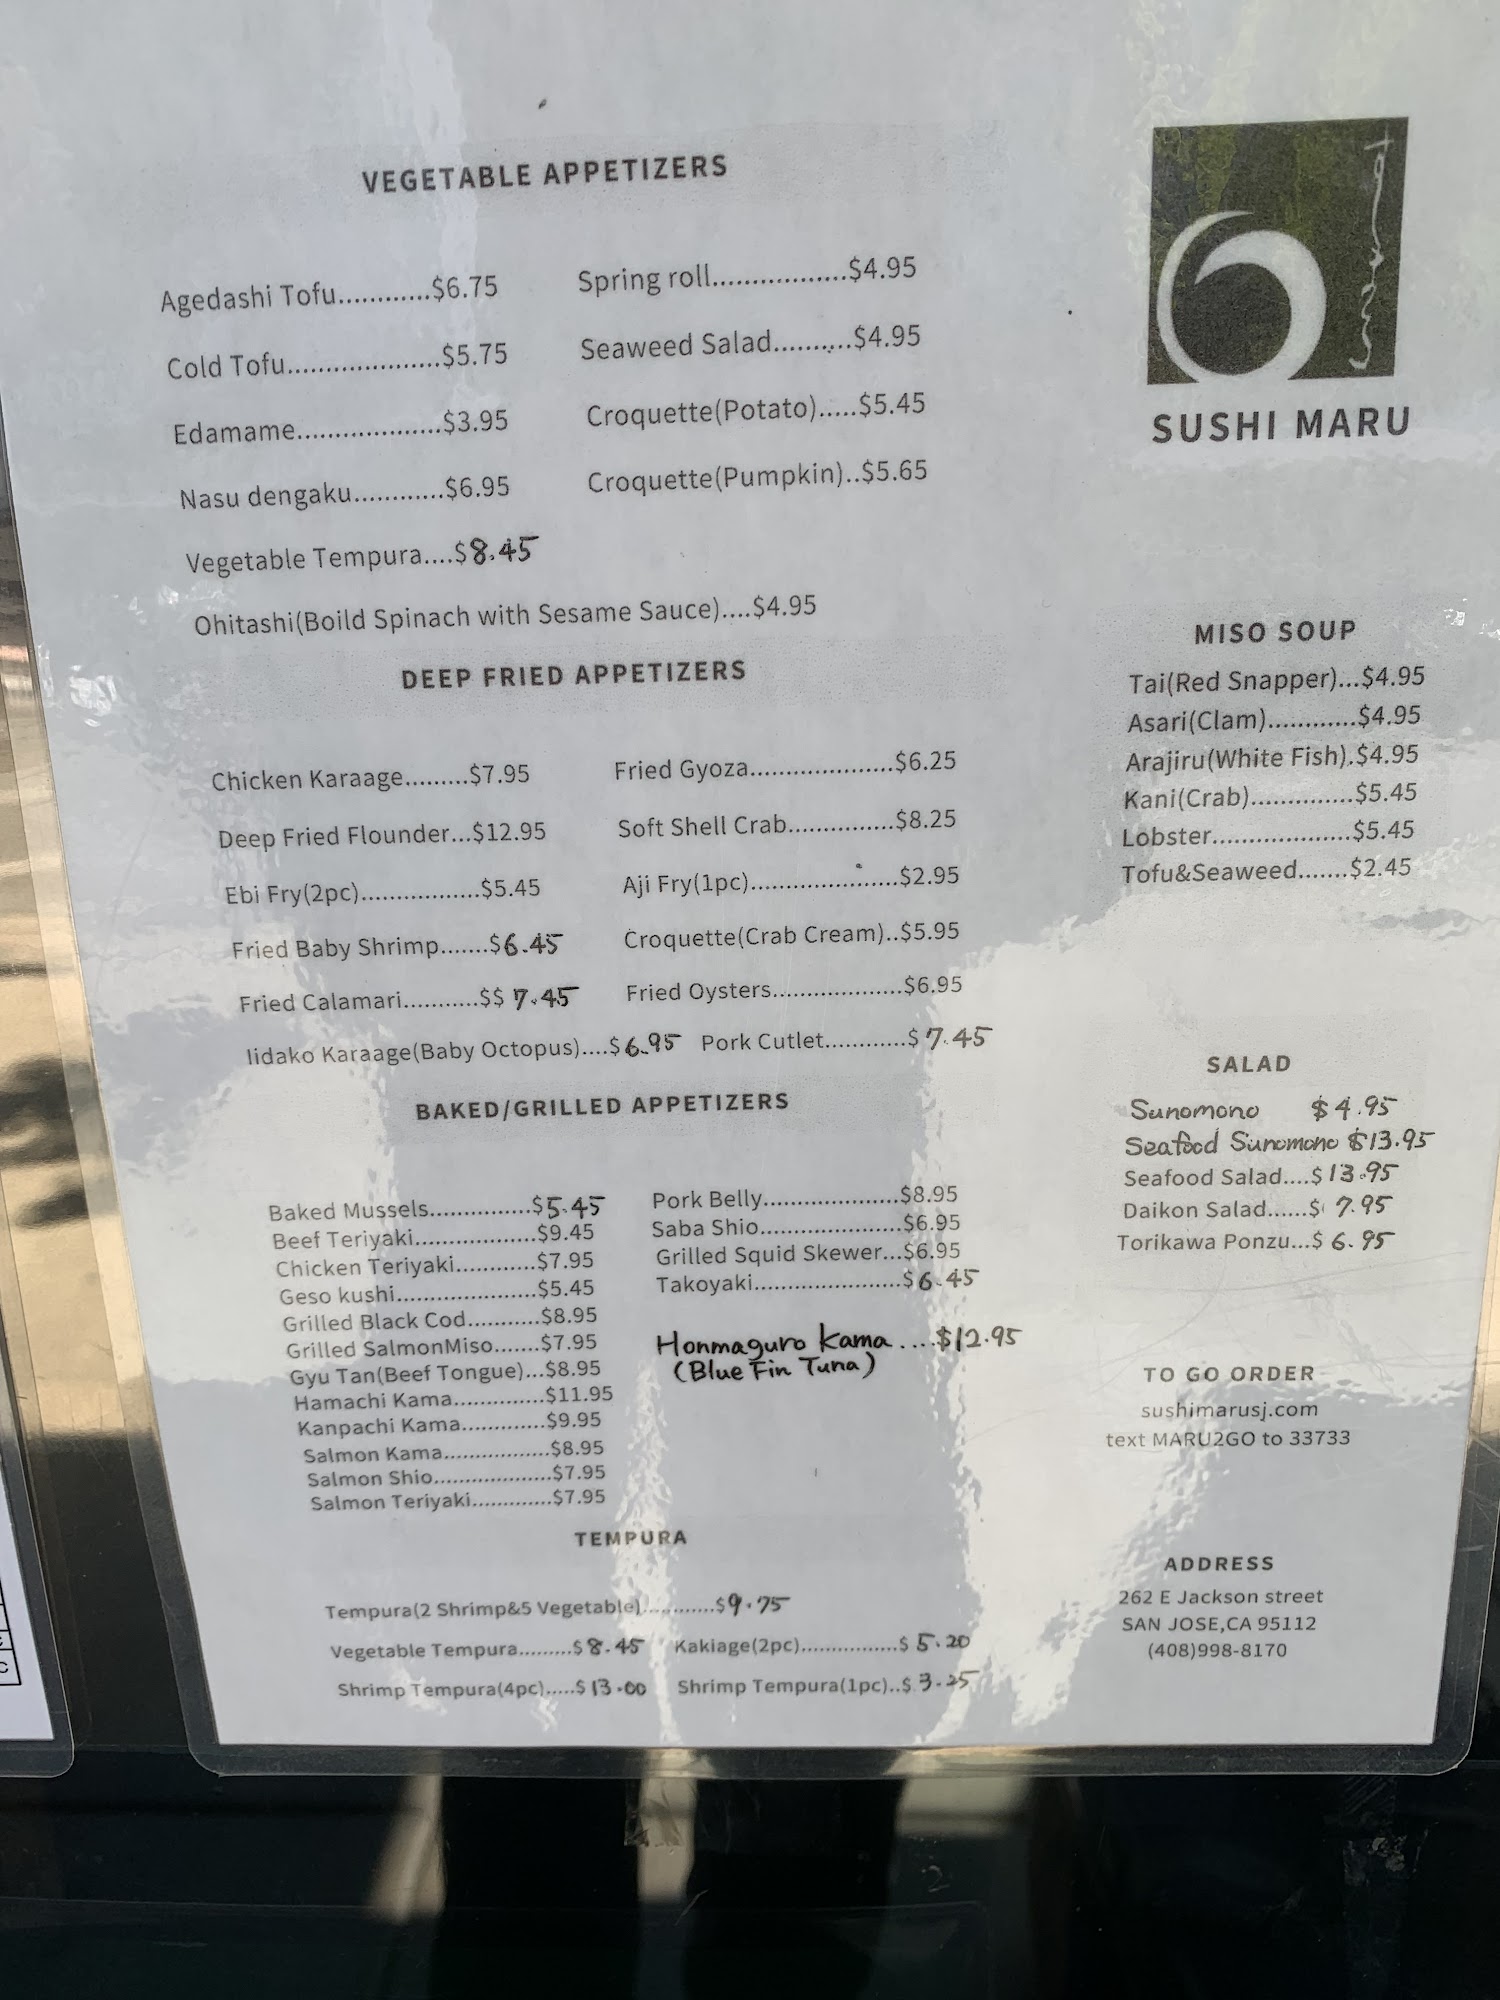 VEGETABLE APPETIZERS
Agedashi Tofu............$6.75
Cold Tofu....................$5.75
Edamame...................$3.95
Nasu dengaku............$6.95
Vegetable Tempura....$8.45
Ohitashi(Boild Spinach with Sesame Sauce)....$4.95
Spring roll.................$4.95
Seaweed Salad..........$4.95
Croquette(Potato).....$5.45
Croquette(Pumpkin)..$5.65
DEEP FRIED APPETIZERS
Chicken Karaage.........$7.95
Deep Fried Flounder...$12.95
Ebi Fry(2pc).................$5.45
Fried Baby Shrimp.......$6.45
Fried Calamari...........$$ 7.45
Iidako Karaage(Baby Octopus)....$6.95
Fried Gyoza.....................$6.25
Soft Shell Crab...............$8.25
Aji Fry(1pc)......................$2.95
Croquette(Crab Cream)..$5.95
Fried Oysters...................$6.95
Pork Cutlet............$7.45
BAKED/GRILLED APPETIZERS
Baked Mussels...............$5.45
Beef Teriyaki..................$9.45
Chicken Teriyaki............$7.95
Geso kushi.....................$5.45
Grilled Black Cod...........$8.95
Grilled SalmonMiso.......$7.95
Gyu Tan(Beef Tongue)...$8.95
Hamachi Kama..............$11.95
Kanpachi Kama.............$9.95
Salmon Kama................$8.95
Salmon Shio..................$7.95
Salmon Teriyaki............$7.95
Pork Belly....................$8.95
Saba Shio.....................$6.95
Grilled Squid Skewer...$6.95
Takoyaki......................$6.45
Honmaguro Kama....$12.95
(Blue Fin Tuna)
TEMPURA
Tempura(2 Shrimp&5 Vegetable)............$9.75
Vegetable Tempura.........$8.45
Kakiage(2pc)................$5.20
Shrimp Tempura(4pc).....$13.00
Shrimp Tempura(1pc)..$3.25
SUSHI MARU
MISO SOUP
Tai(Red Snapper)...$4.95
Asari(Clam)............$4.95
Arajiru(White Fish).$4.95
Kani(Crab)..............$5.45
Lobster...................$5.45
Tofu&Seaweed.......$2.45
SALAD
Sunomono $4.95
Seafood Sunomono $13.95
Seafood Salad....$13.95
Daikon Salad......$7.95
Torikawa Ponzu...$6.95
TO GO ORDER
sushimarusj.com
text MARU2GO to 33733
ADDRESS
262 E Jackson street
SAN JOSE,CA 95112
(408)998-8170